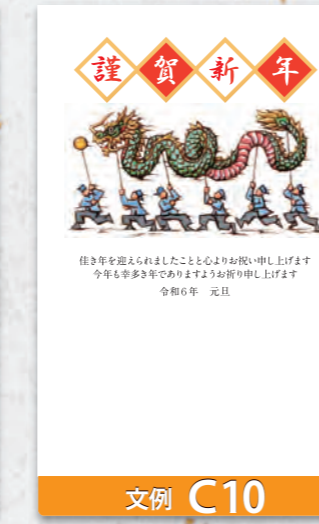 謹賀新年
佳き年を迎えられましたことと心よりお祝い申し上げます
今年も幸多き年でありますようお祈り申し上げます
令和6年　元旦
文例 C10